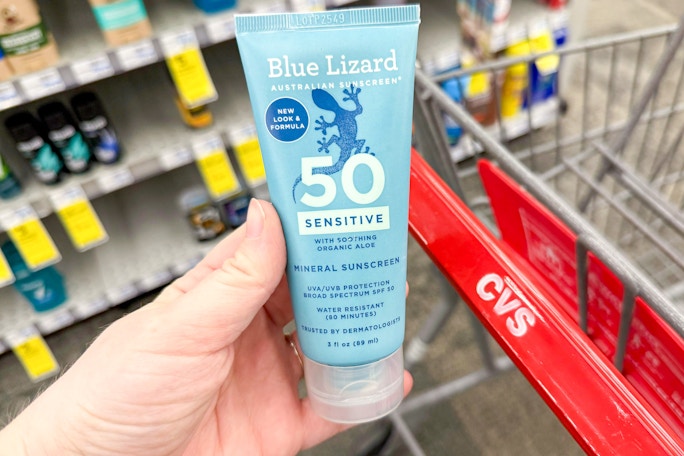 Blue Lizard
AUSTRALIAN SUNSCREEN®
NEW
LOOK &
FORMULA
50
SENSITIVE
WITH SOOTHING
ORGANIC ALOE
MINERAL SUNSCREEN
UVA/UVB PROTECTION
BROAD SPECTRUM SPF 50
WATER RESISTANT
(80 MINUTES)
TRUSTED BY DERMATOLOGISTS
3 fl oz (89 ml)
CVS